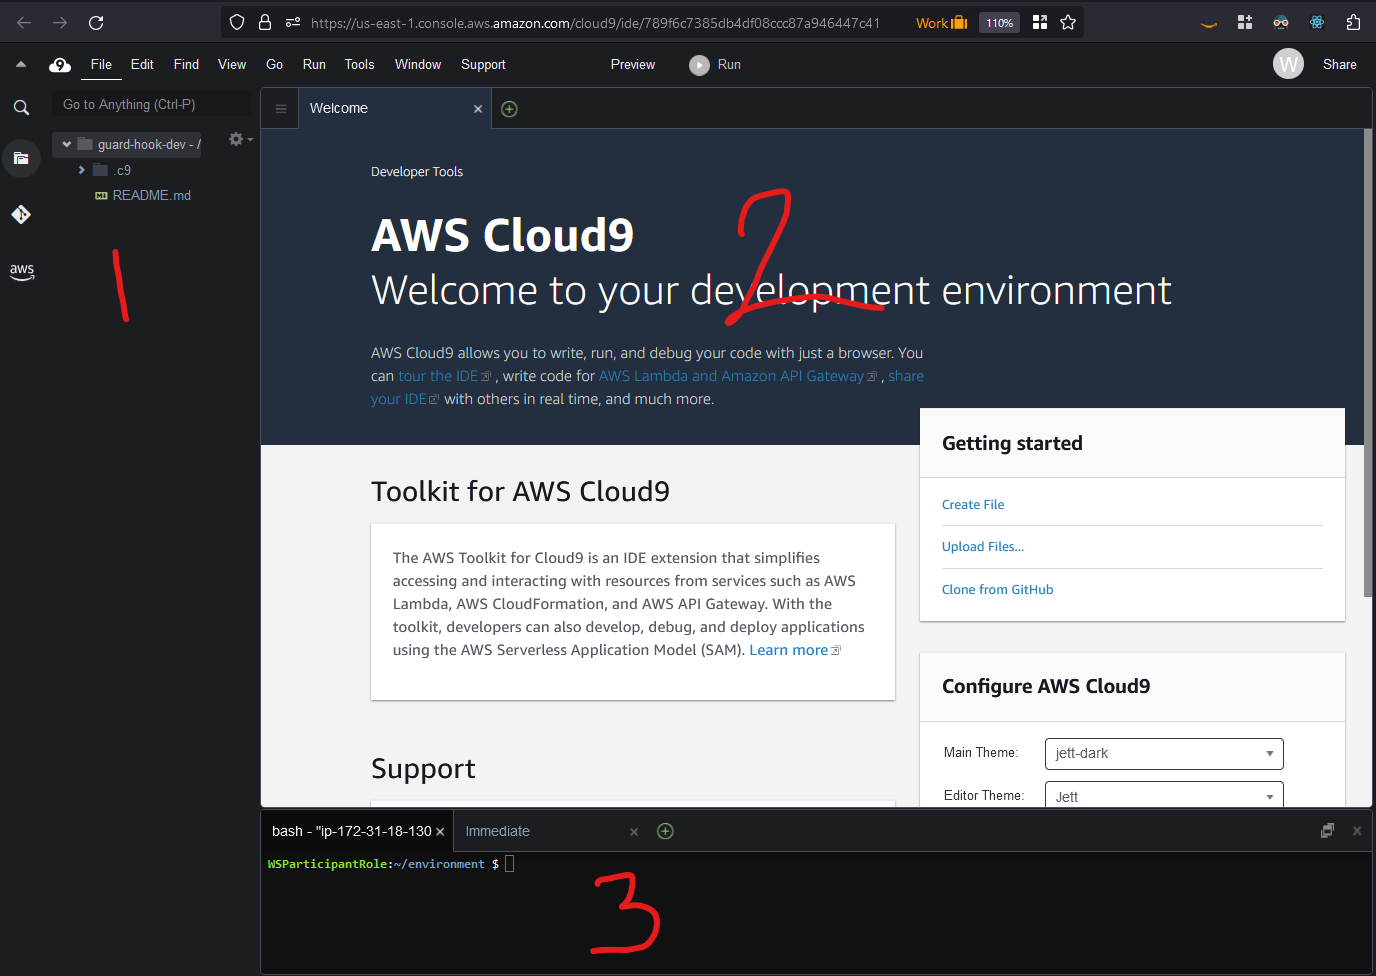 https://us-east-1.console.aws.amazon.com/cloud9/ide/789f6c7385db4df08ccc87a946447c41 Work 110%
9 File Edit Find View Go Run Tools Window Support Preview Run W Share
Go to Anything (Ctrl-P)
Welcome
guard-hook-dev - /
.c9
README.md
aws
1
Developer Tools
AWS Cloud9
2
Welcome to your development environment
AWS Cloud9 allows you to write, run, and debug your code with just a browser. You
can tour the IDE , write code for AWS Lambda and Amazon API Gateway , share
your IDE with others in real time, and much more.
Getting started
Create File
Upload Files...
Clone from GitHub
Toolkit for AWS Cloud9
The AWS Toolkit for Cloud9 is an IDE extension that simplifies
accessing and interacting with resources from services such as AWS
Lambda, AWS CloudFormation, and AWS API Gateway. With the
toolkit, developers can also develop, debug, and deploy applications
using the AWS Serverless Application Model (SAM). Learn more
Configure AWS Cloud9
Main Theme: jett-dark
Editor Theme: Jett
Support
bash - "ip-172-31-18-130 Immediate
WSParticipantRole:~/environment $
3